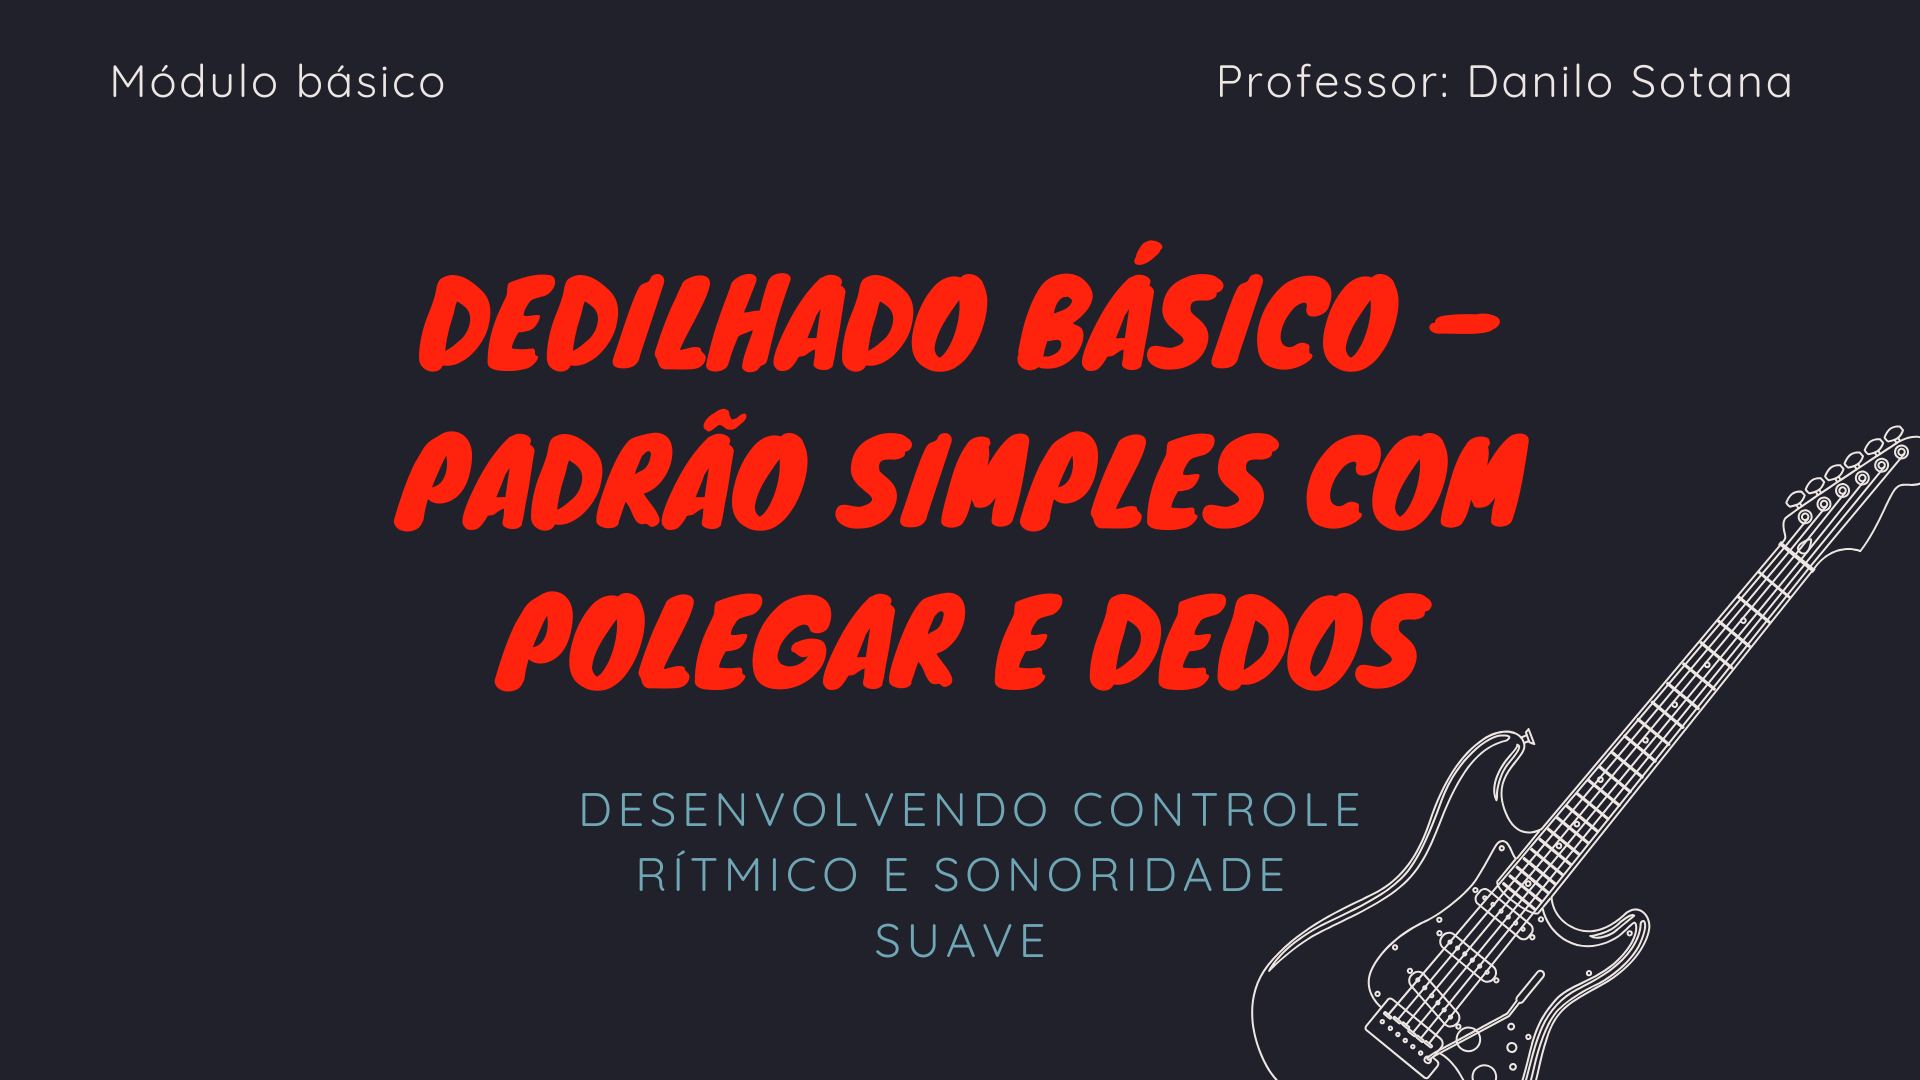 Módulo básico
Professor: Danilo Sotana
DEDILHADO BÁSICO –
PADRÃO SIMPLES COM
POLEGAR E DEDOS
DESENVOLVENDO CONTROLE
RÍTMICO E SONORIDADE
SUAVE